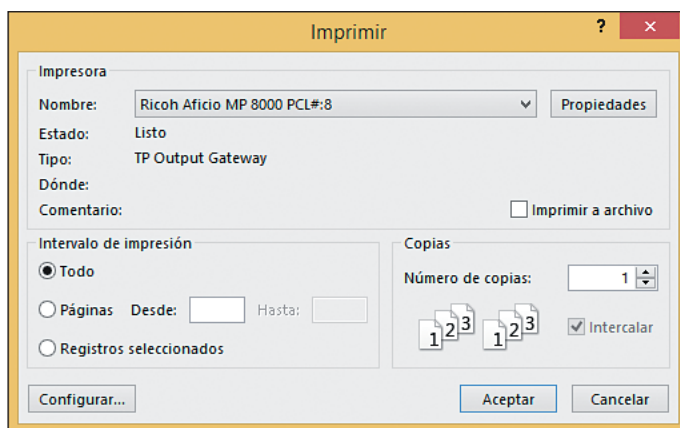 Imprimir
? ×
Impresora
Nombre: Ricoh Aficio MP 8000 PCL#:8 Propiedades
Estado: Listo
Tipo: TP Output Gateway
Dónde:
Comentario: Imprimir a archivo
Intervalo de impresión
Todo
Páginas Desde: Hasta:
Registros seleccionados
Copias
Número de copias: 1
1 2 3 1 2 3
Intercalar
Configurar... Aceptar Cancelar